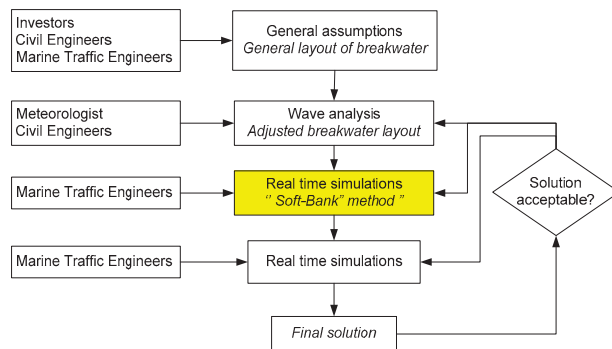 Investors
Civil Engineers
Marine Traffic Engineers
General assumptions
General layout of breakwater
Meteorologist
Civil Engineers
Wave analysis
Adjusted breakwater layout
Marine Traffic Engineers
Real time simulations
‘’ Soft-Bank” method ”
Solution
acceptable?
Marine Traffic Engineers
Real time simulations
Final solution